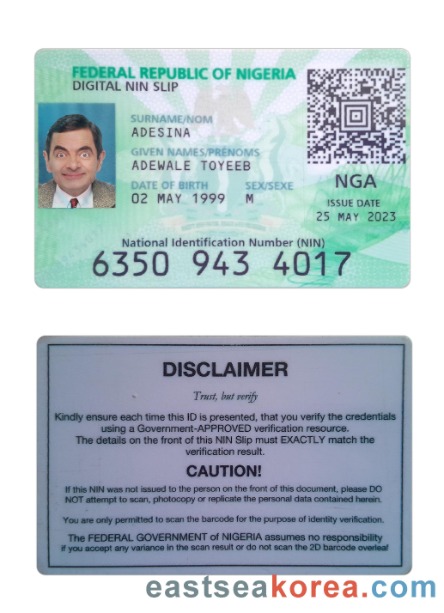 FEDERAL REPUBLIC OF NIGERIA
DIGITAL NIN SLIP
SURNAME/NOM
ADESINA
GIVEN NAMES/PRÉNOMS
ADEWALE TOYEEB
DATE OF BIRTH SEX/SEXE
02 MAY 1999 M
NGA
ISSUE DATE
25 MAY 2023
National Identification Number (NIN)
6350 943 4017
DISCLAIMER
Trust, but verify
Kindly ensure each time this ID is presented, that you verify the credentials
using a Government-APPROVED verification resource.
The details on the front of this NIN Slip must EXACTLY match the
verification result.
CAUTION!
If this NIN was not issued to the person on the front of this document, please DO
NOT attempt to scan, photocopy or replicate the personal data contained herein.
You are only permitted to scan the barcode for the purpose of identity verification.
The FEDERAL GOVERNMENT of NIGERIA assumes no responsibility
if you accept any variance in the scan result or do not scan the 2D barcode overleaf
eastseakorea.com